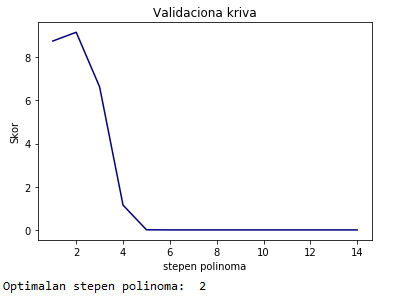 Validaciona kriva
Skor
8
6
4
2
0
2 4 6 8 10 12 14
stepen polinoma
Optimalan stepen polinoma: 2